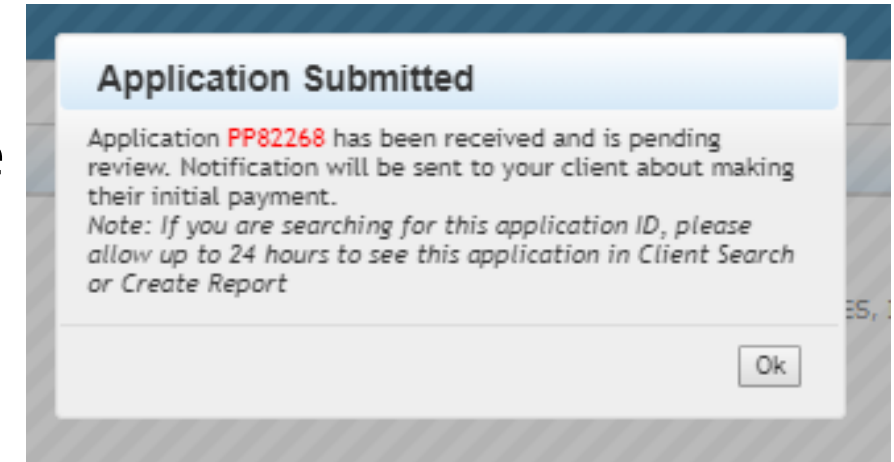 Application Submitted
Application PP82268 has been received and is pending
review. Notification will be sent to your client about making
their initial payment.
Note: If you are searching for this application ID, please
allow up to 24 hours to see this application in Client Search
or Create Report
Ok